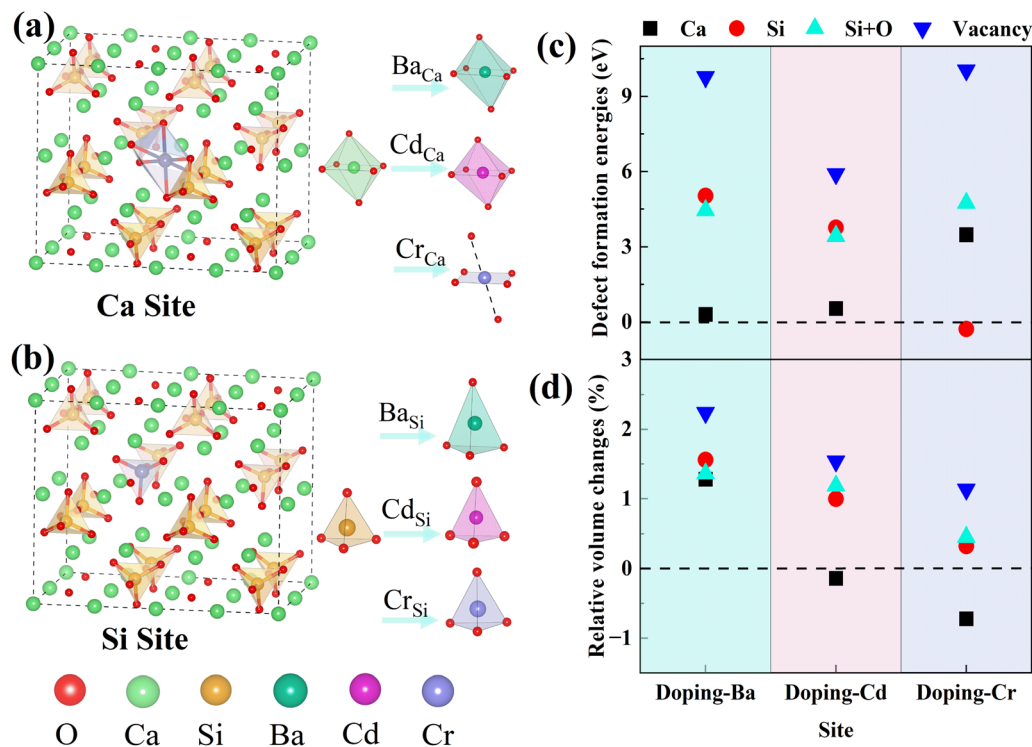 (a)
Ba_Ca
Cd_Ca
Cr_Ca
Ca Site
(b)
Ba_Si
Cd_Si
Cr_Si
Si Site
O Ca Si Ba Cd Cr
Ca Si Si+O Vacancy
(c)
Defect formation energies (eV)
9
6
3
0
(d)
Relative volume changes (%)
3
2
1
0
−1
Doping-Ba Doping-Cd Doping-Cr
Site